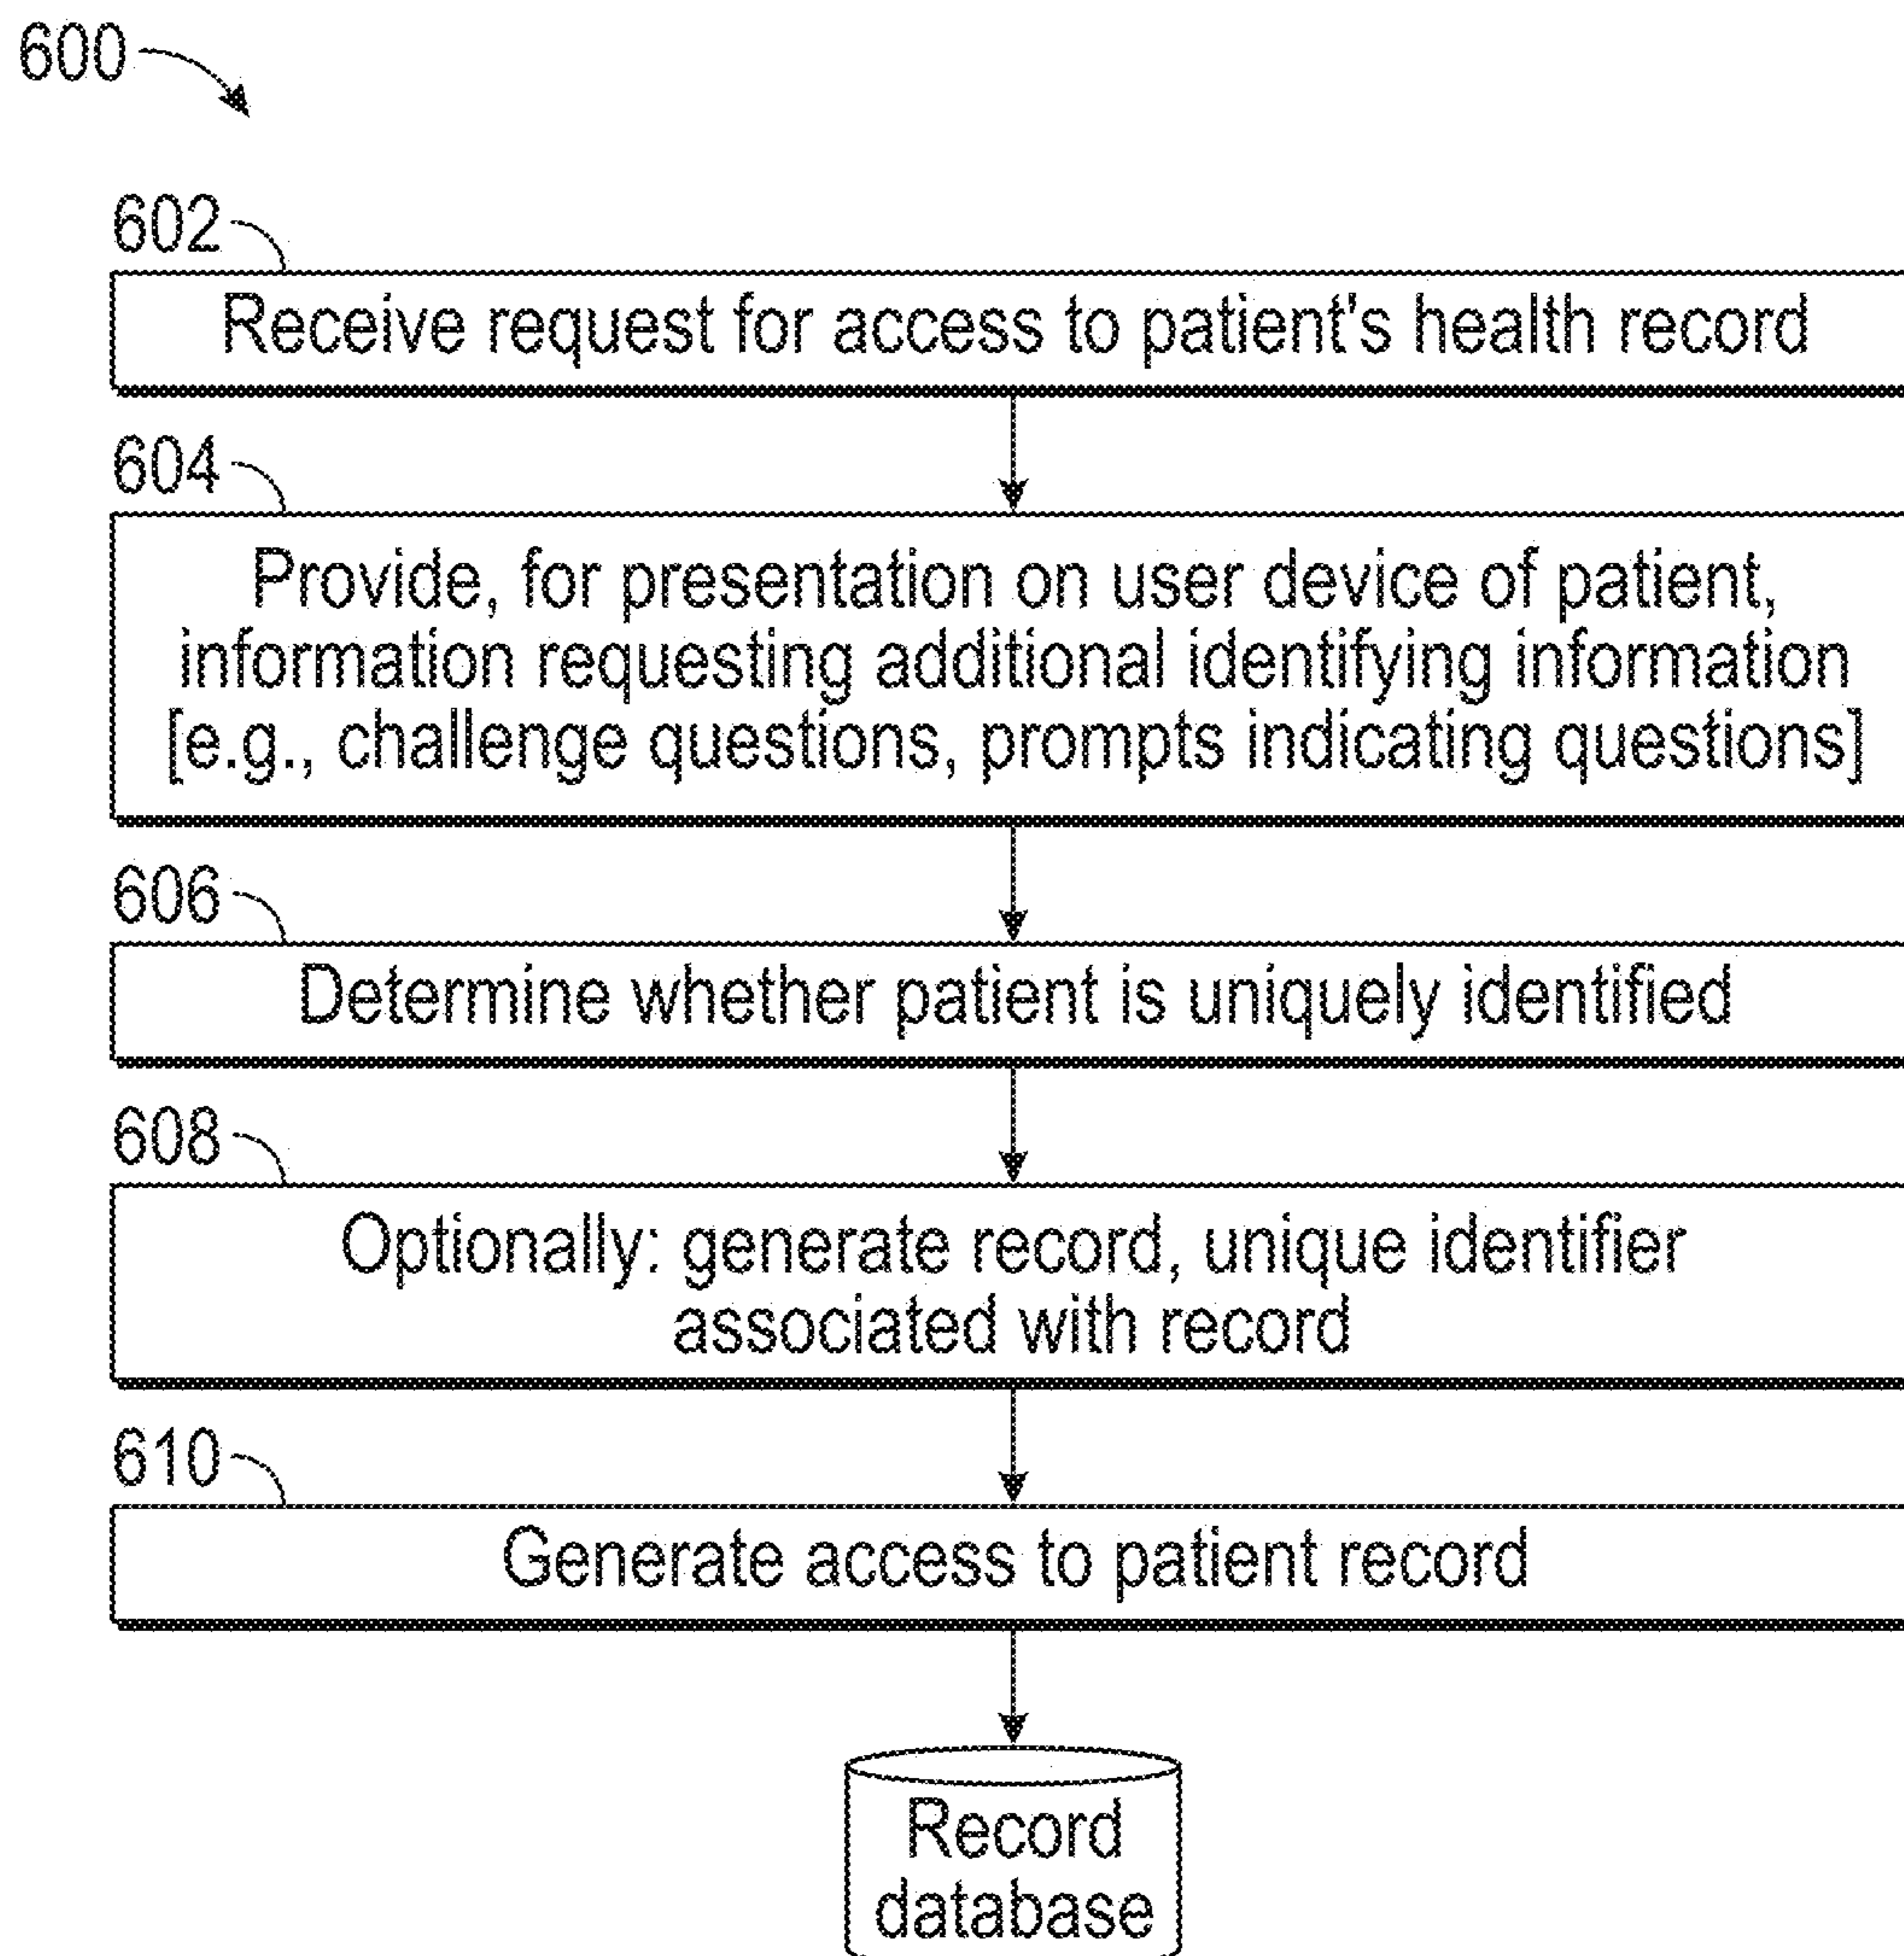 600
602
Receive request for access to patient's health record
604
Provide, for presentation on user device of patient,
information requesting additional identifying information
[e.g., challenge questions, prompts indicating questions]
606
Determine whether patient is uniquely identified
608
Optionally: generate record, unique identifier
associated with record
610
Generate access to patient record
Record
database